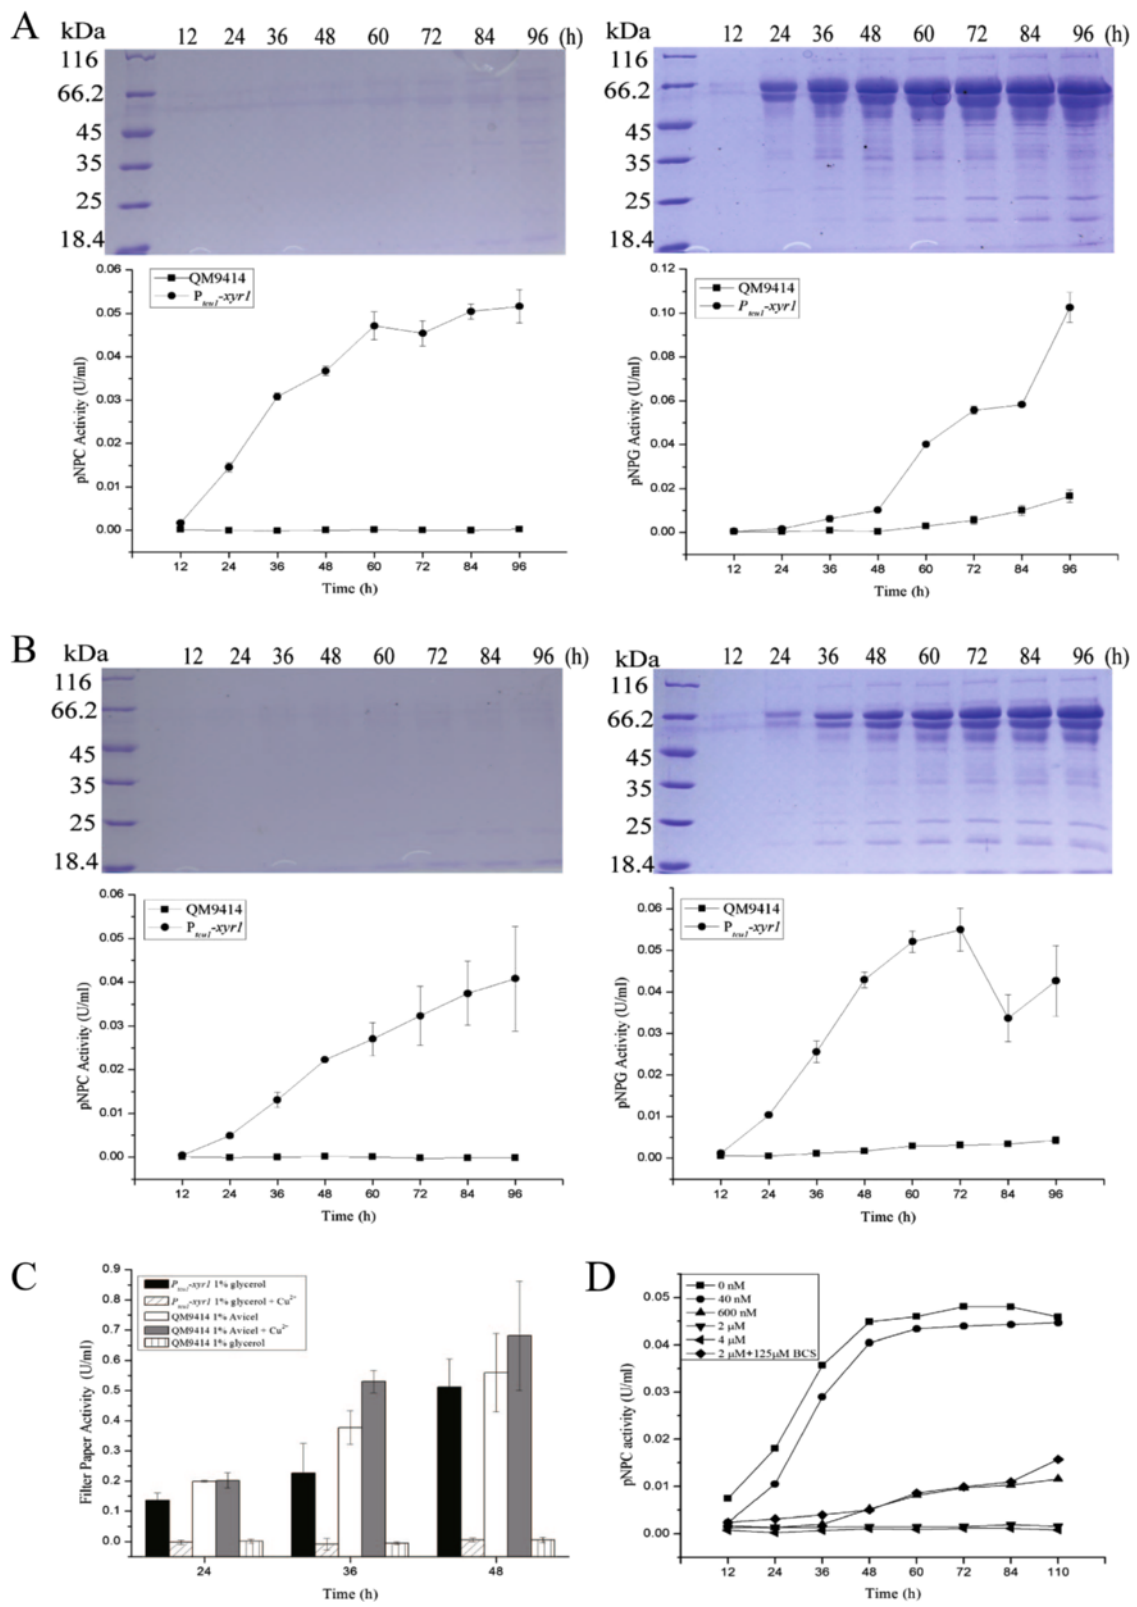 A
kDa 12 24 36 48 60 72 84 96 (h)
116
66.2
45
35
25
18.4
kDa 12 24 36 48 60 72 84 96 (h)
116
66.2
45
35
25
18.4
QM9414
Ptcu1-xyr1
0.06
0.05
0.04
0.03
0.02
0.01
0.00
pNPC Activity (U/ml)
12 24 36 48 60 72 84 96
Time (h)
QM9414
Ptcu1-xyr1
0.12
0.10
0.08
0.06
0.04
0.02
0.00
pNPG Activity (U/ml)
12 24 36 48 60 72 84 96
Time (h)
B
kDa 12 24 36 48 60 72 84 96 (h)
116
66.2
45
35
25
18.4
kDa 12 24 36 48 60 72 84 96 (h)
116
66.2
45
35
25
18.4
QM9414
Ptcu1-xyr1
0.06
0.05
0.04
0.03
0.02
0.01
0.00
pNPC Activity (U/ml)
12 24 36 48 60 72 84 96
Time (h)
QM9414
Ptcu1-xyr1
0.06
0.05
0.04
0.03
0.02
0.01
0.00
pNPG Activity (U/ml)
12 24 36 48 60 72 84 96
Time (h)
C
Ptcu1-xyr1 1% glycerol
Ptcu1-xyr1 1% glycerol + Cu²⁺
QM9414 1% Avicel
QM9414 1% Avicel + Cu²⁺
QM9414 1% glycerol
0.9
0.8
0.7
0.6
0.5
0.4
0.3
0.2
0.1
0.0
Filter Paper Activity (U/ml)
24 36 48
Time (h)
D
0 nM
40 nM
600 nM
2 μM
4 μM
2 μM+125μM BCS
0.05
0.04
0.03
0.02
0.01
0.00
pNPC activity (U/ml)
12 24 36 48 60 72 84 110
Time (h)